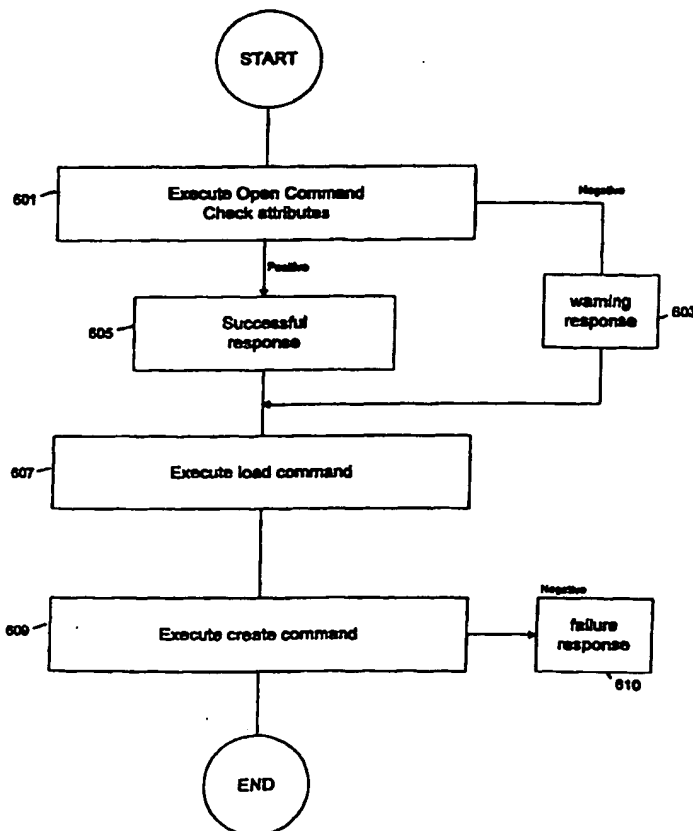 START
601
Execute Open Command
Check attributes
Negative
Positive
605
Successful
response
warning
response
603
607
Execute load command
609
Execute create command
Negative
failure
response
610
END